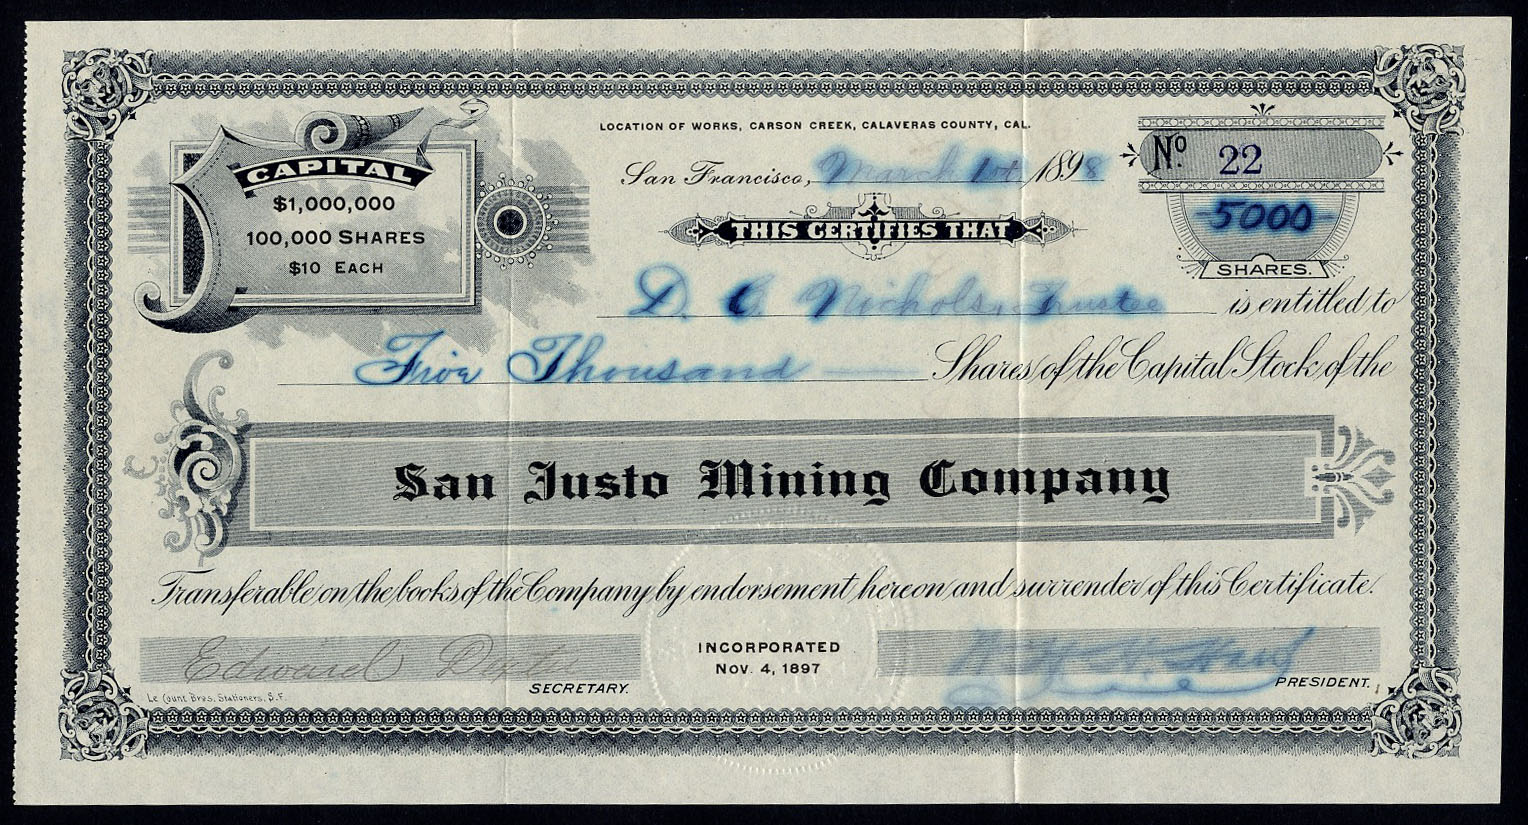 LOCATION OF WORKS, CARSON CREEK, CALAVERAS COUNTY, CAL.
CAPITAL
$1,000,000
100,000 SHARES
$10 EACH
San Francisco, March 1st 1898
No. 22
5000
SHARES.
THIS CERTIFIES THAT
D. C. Nichols, Trustee is entitled to
Five Thousand — Shares of the Capital Stock of the
San Justo Mining Company
Transferable on the books of the Company by endorsement hereon and surrender of this Certificate.
Edward
SECRETARY.
INCORPORATED
Nov. 4, 1897
PRESIDENT.
Le Count Bros. Stationers, S.F.